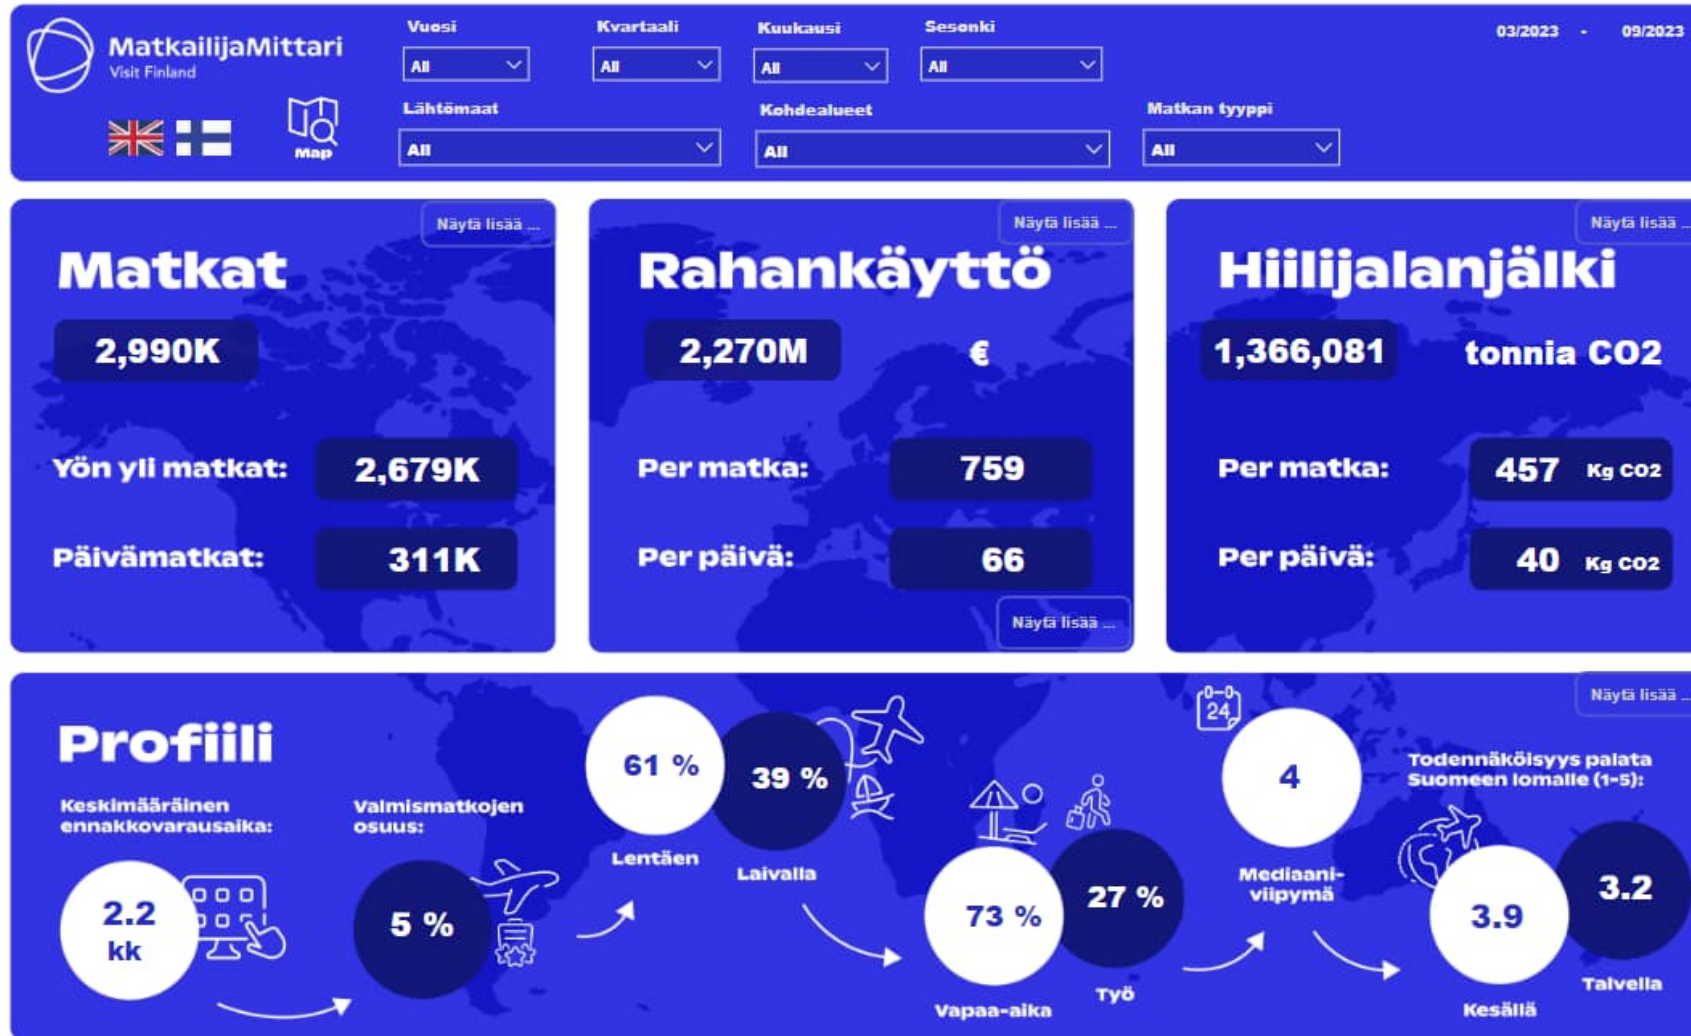 MatkailijaMittari
Visit Finland
Map
Vuosi
All
Kvartaali
All
Kuukausi
All
Sesonki
All
03/2023 - 09/2023
Lähtömaat
All
Kohdealueet
All
Matkan tyyppi
All
Näytä lisää ...
Matkat
2,990K
Yön yli matkat: 2,679K
Päivämatkat: 311K
Näytä lisää ...
Rahankäyttö
2,270M €
Per matka: 759
Per päivä: 66
Näytä lisää ...
Näytä lisää ...
Hiilijalanjälki
1,366,081 tonnia CO2
Per matka: 457 Kg CO2
Per päivä: 40 Kg CO2
Näytä lisää ...
Profiili
Keskimääräinen
ennakkovarausaika:
2.2
kk
Valmismatkojen
osuus:
5 %
61 %
Lentäen
39 %
Laivalla
73 %
Vapaa-aika
27 %
Työ
24
4
Mediaani-
viipymä
Todennäköisyys palata
Suomeen lomalle (1-5):
3.9
Kesällä
3.2
Talvella